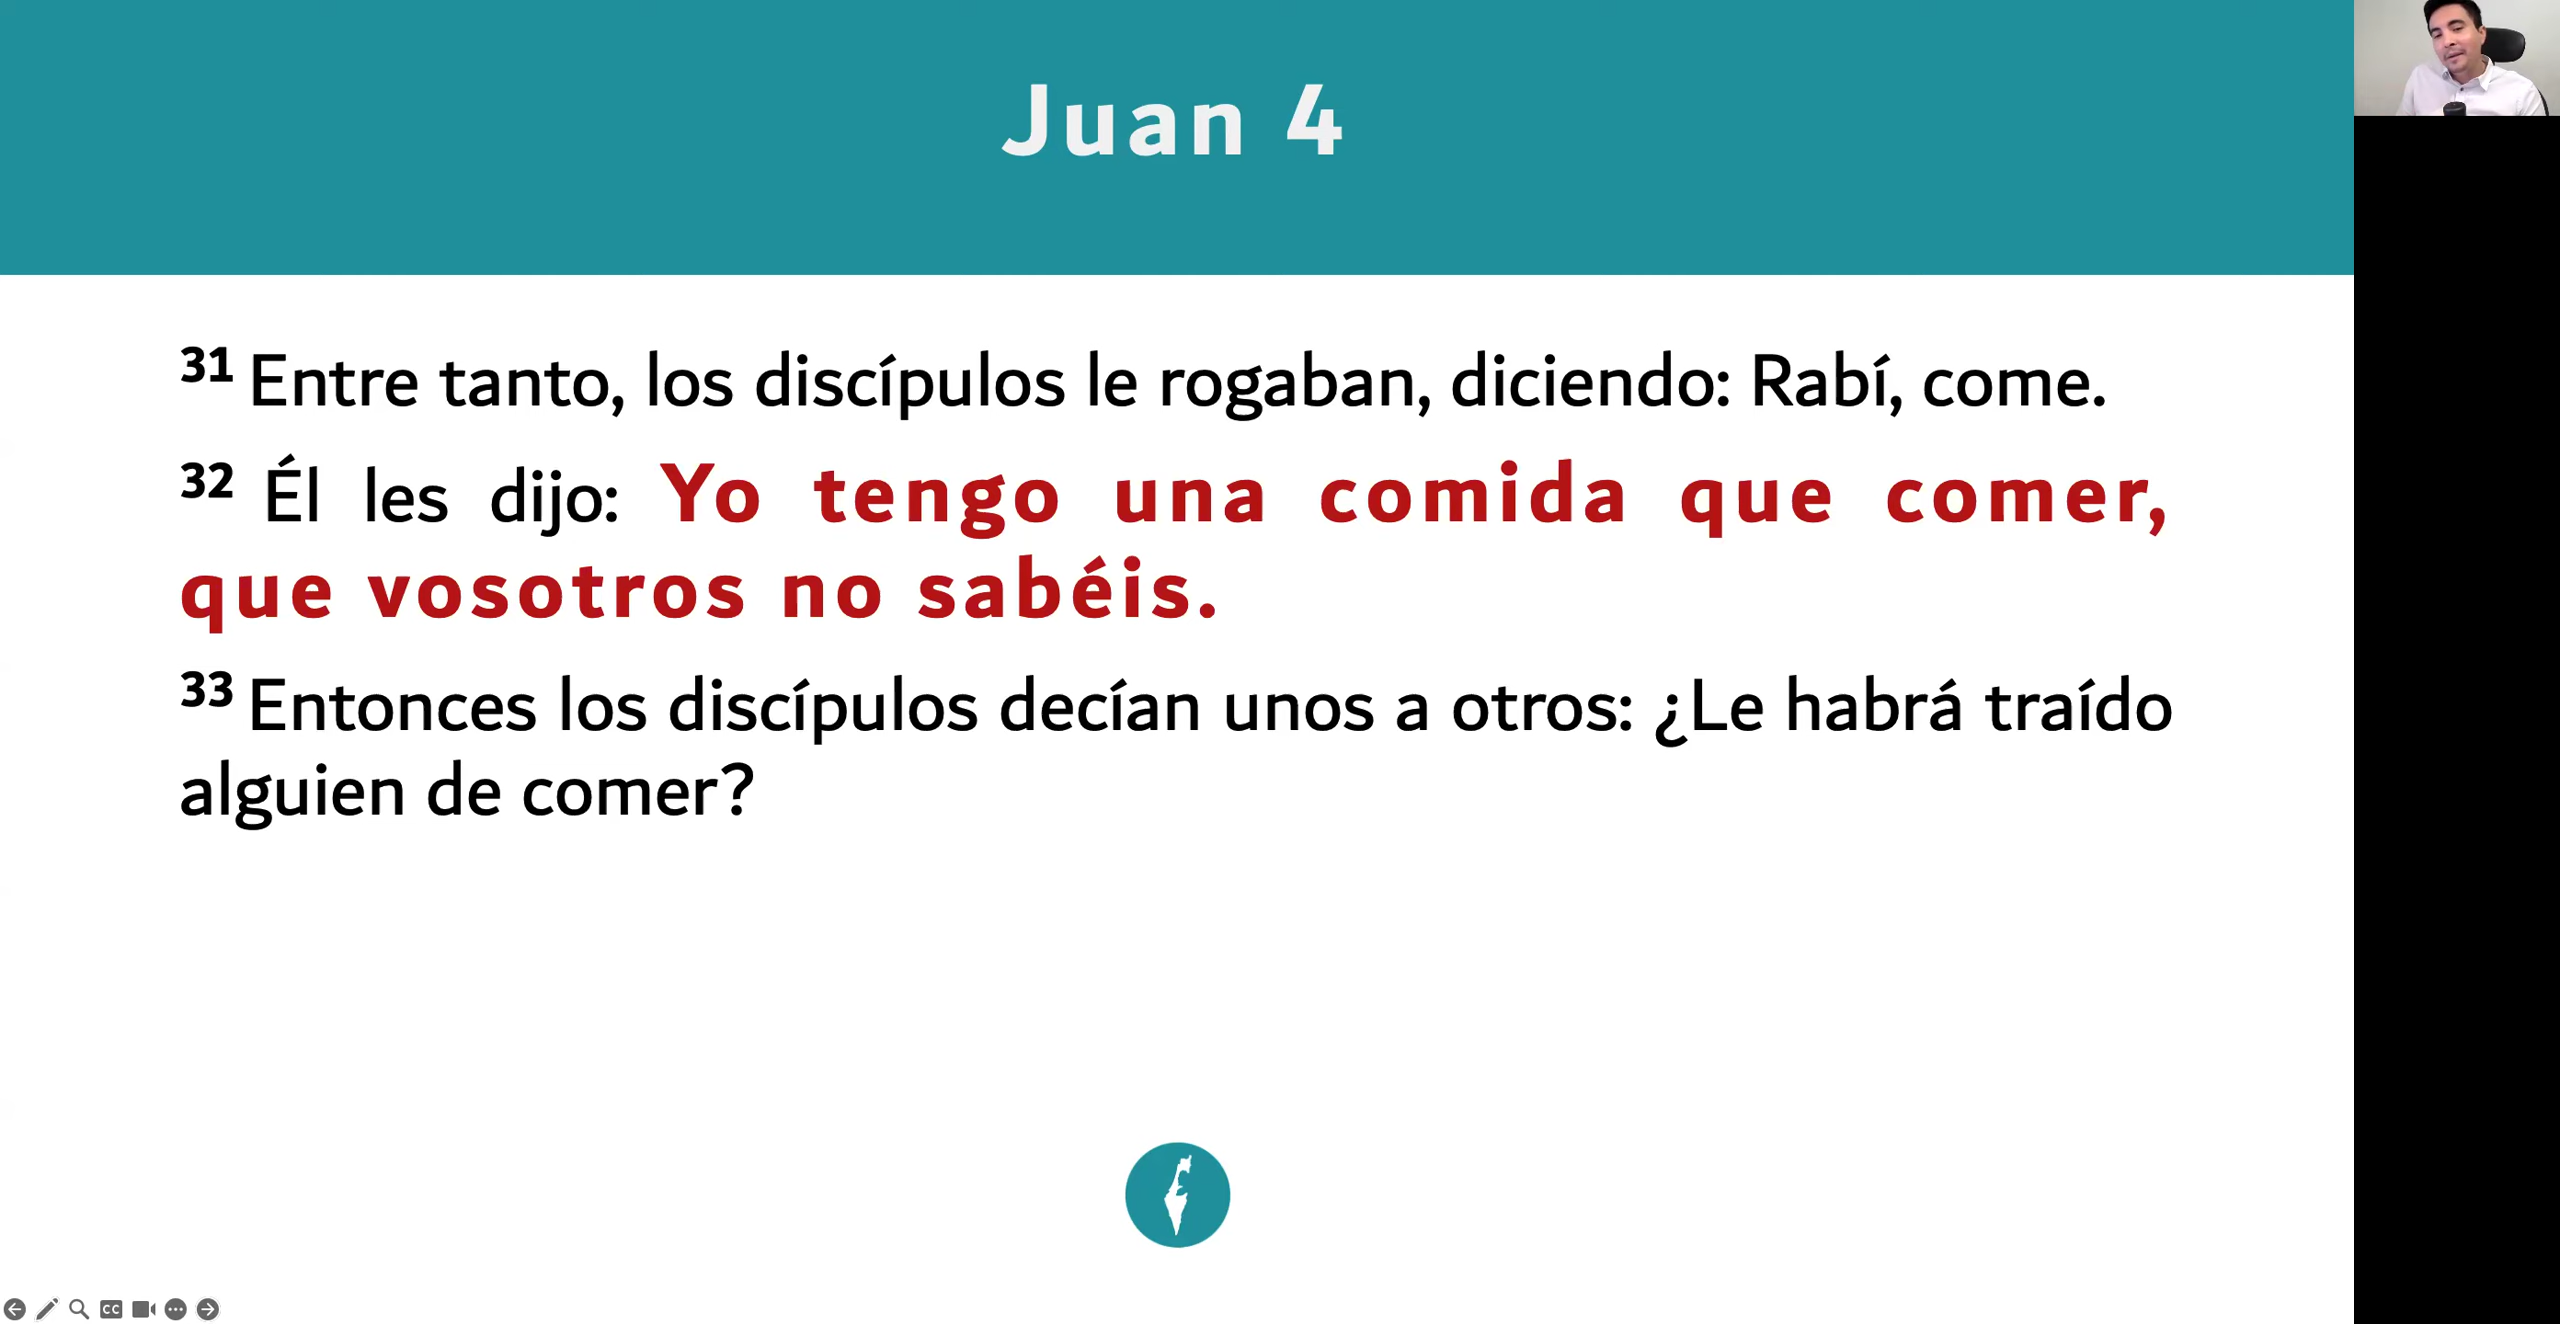 Juan 4
31 Entre tanto, los discípulos le rogaban, diciendo: Rabí, come.
32 Él les dijo: Yo tengo una comida que comer,
que vosotros no sabéis.
33 Entonces los discípulos decían unos a otros: ¿Le habrá traído
alguien de comer?
CC